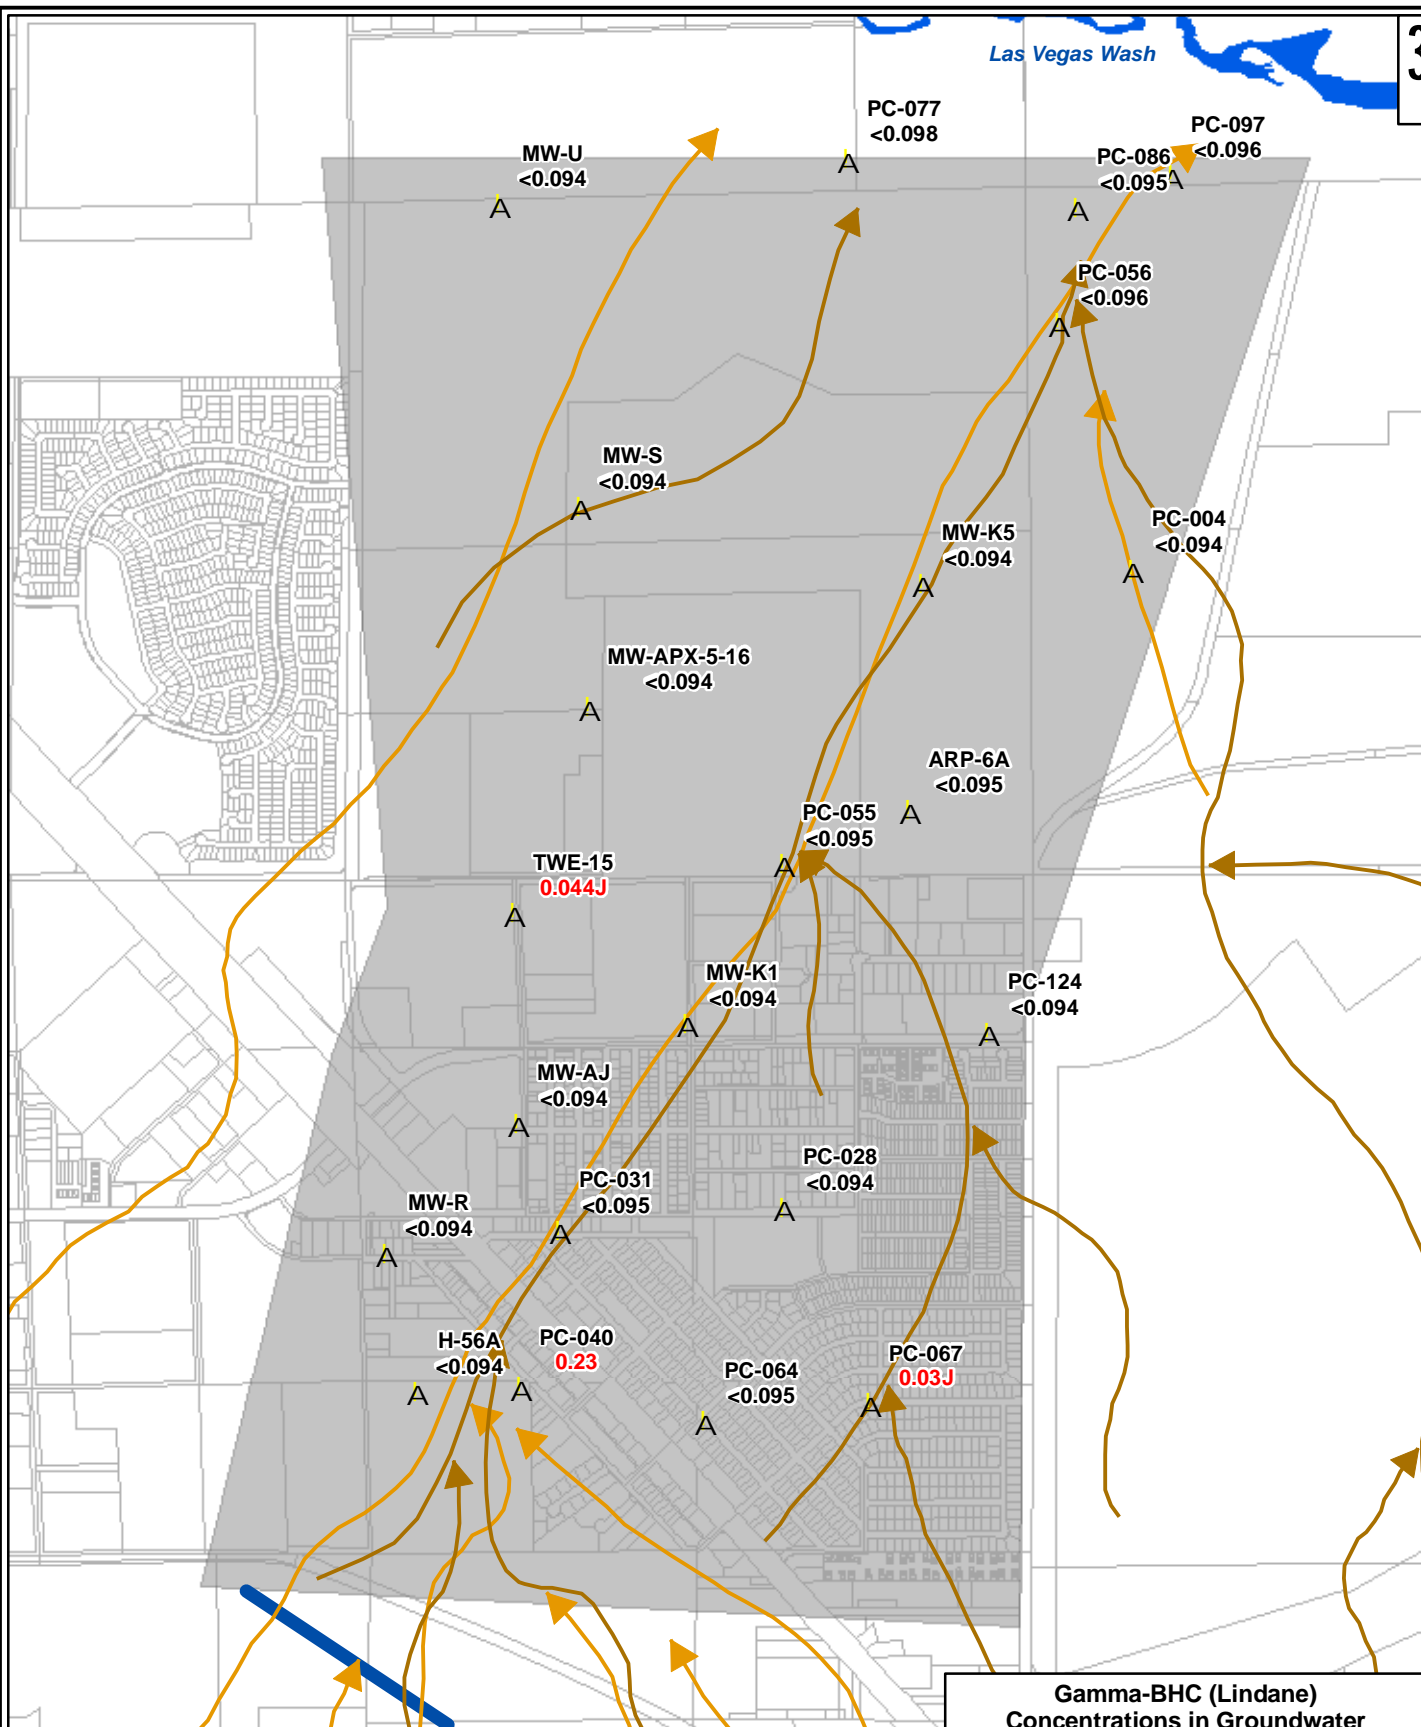 3
Las Vegas Wash
PC-077
<0.098
PC-097
<0.096
MW-U
<0.094
PC-086
<0.095
A
A
A
A
PC-056
<0.096
A
MW-S
<0.094
A
PC-004
<0.094
MW-K5
<0.094
A
A
MW-APX-5-16
<0.094
A
ARP-6A
<0.095
A
PC-055
<0.095
A
TWE-15
0.044J
A
MW-K1
<0.094
A
PC-124
<0.094
A
MW-AJ
<0.094
A
PC-028
<0.094
A
PC-031
<0.095
A
MW-R
<0.094
A
H-56A
<0.094
A
PC-040
0.23
A
PC-064
<0.095
A
PC-067
0.03J
A
Gamma-BHC (Lindane)
Concentrations in Groundwater